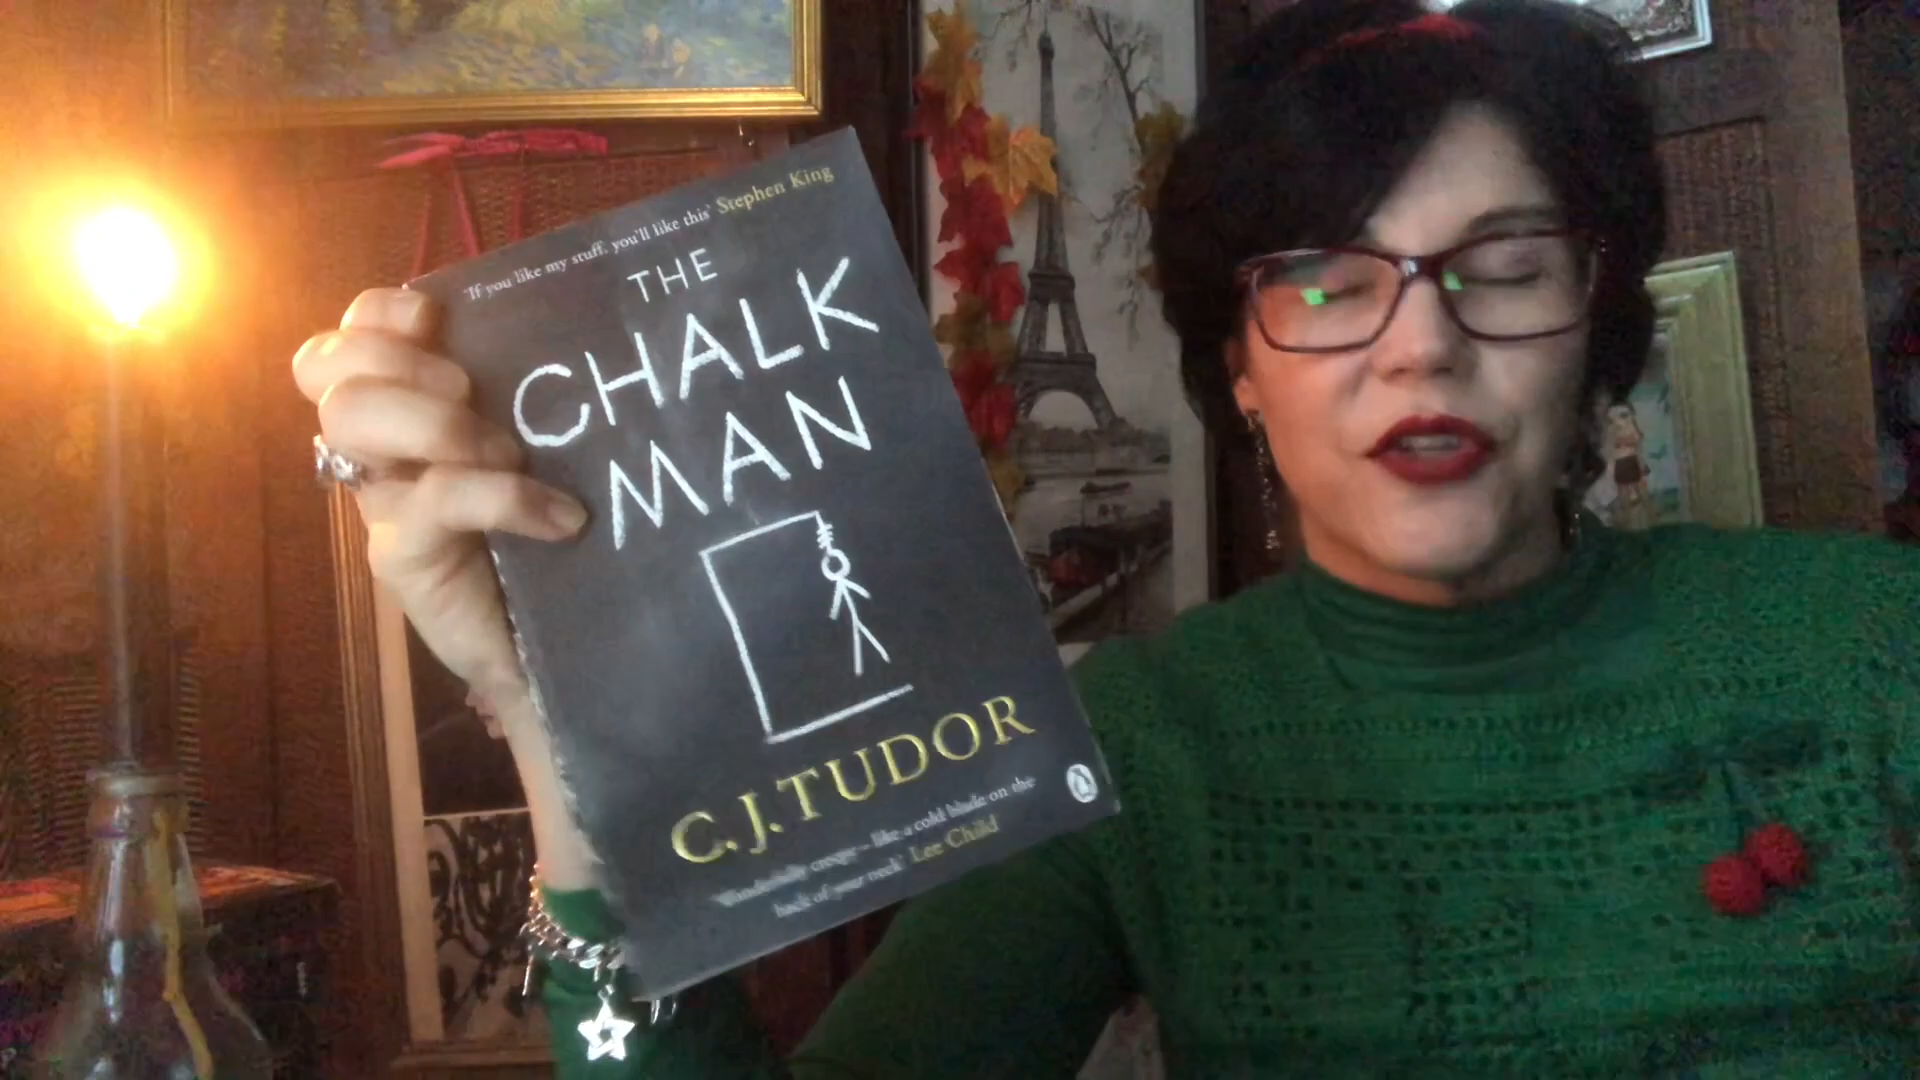 'If you like my stuff, you'll like this' Stephen King
THE
CHALK
MAN
C.J.TUDOR
'Wonderfully creepy – like a cold blade on the
back of your neck' Lee Child